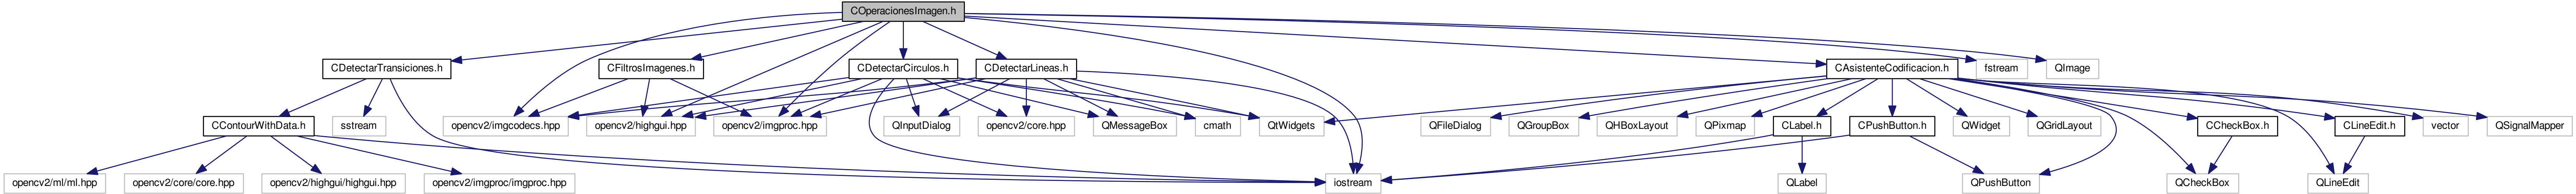 COperacionesImagen.h
CDetectarTransiciones.h
CFiltrosImagenes.h
CDetectarCirculos.h
CDetectarLineas.h
CAsistenteCodificacion.h
fstream
QImage
CContourWithData.h
sstream
opencv2/imgcodecs.hpp
opencv2/highgui.hpp
opencv2/imgproc.hpp
QInputDialog
opencv2/core.hpp
QMessageBox
cmath
QtWidgets
QFileDialog
QGroupBox
QHBoxLayout
QPixmap
CLabel.h
CPushButton.h
QWidget
QGridLayout
CCheckBox.h
CLineEdit.h
vector
QSignalMapper
opencv2/ml/ml.hpp
opencv2/core/core.hpp
opencv2/highgui/highgui.hpp
opencv2/imgproc/imgproc.hpp
iostream
QLabel
QPushButton
QCheckBox
QLineEdit